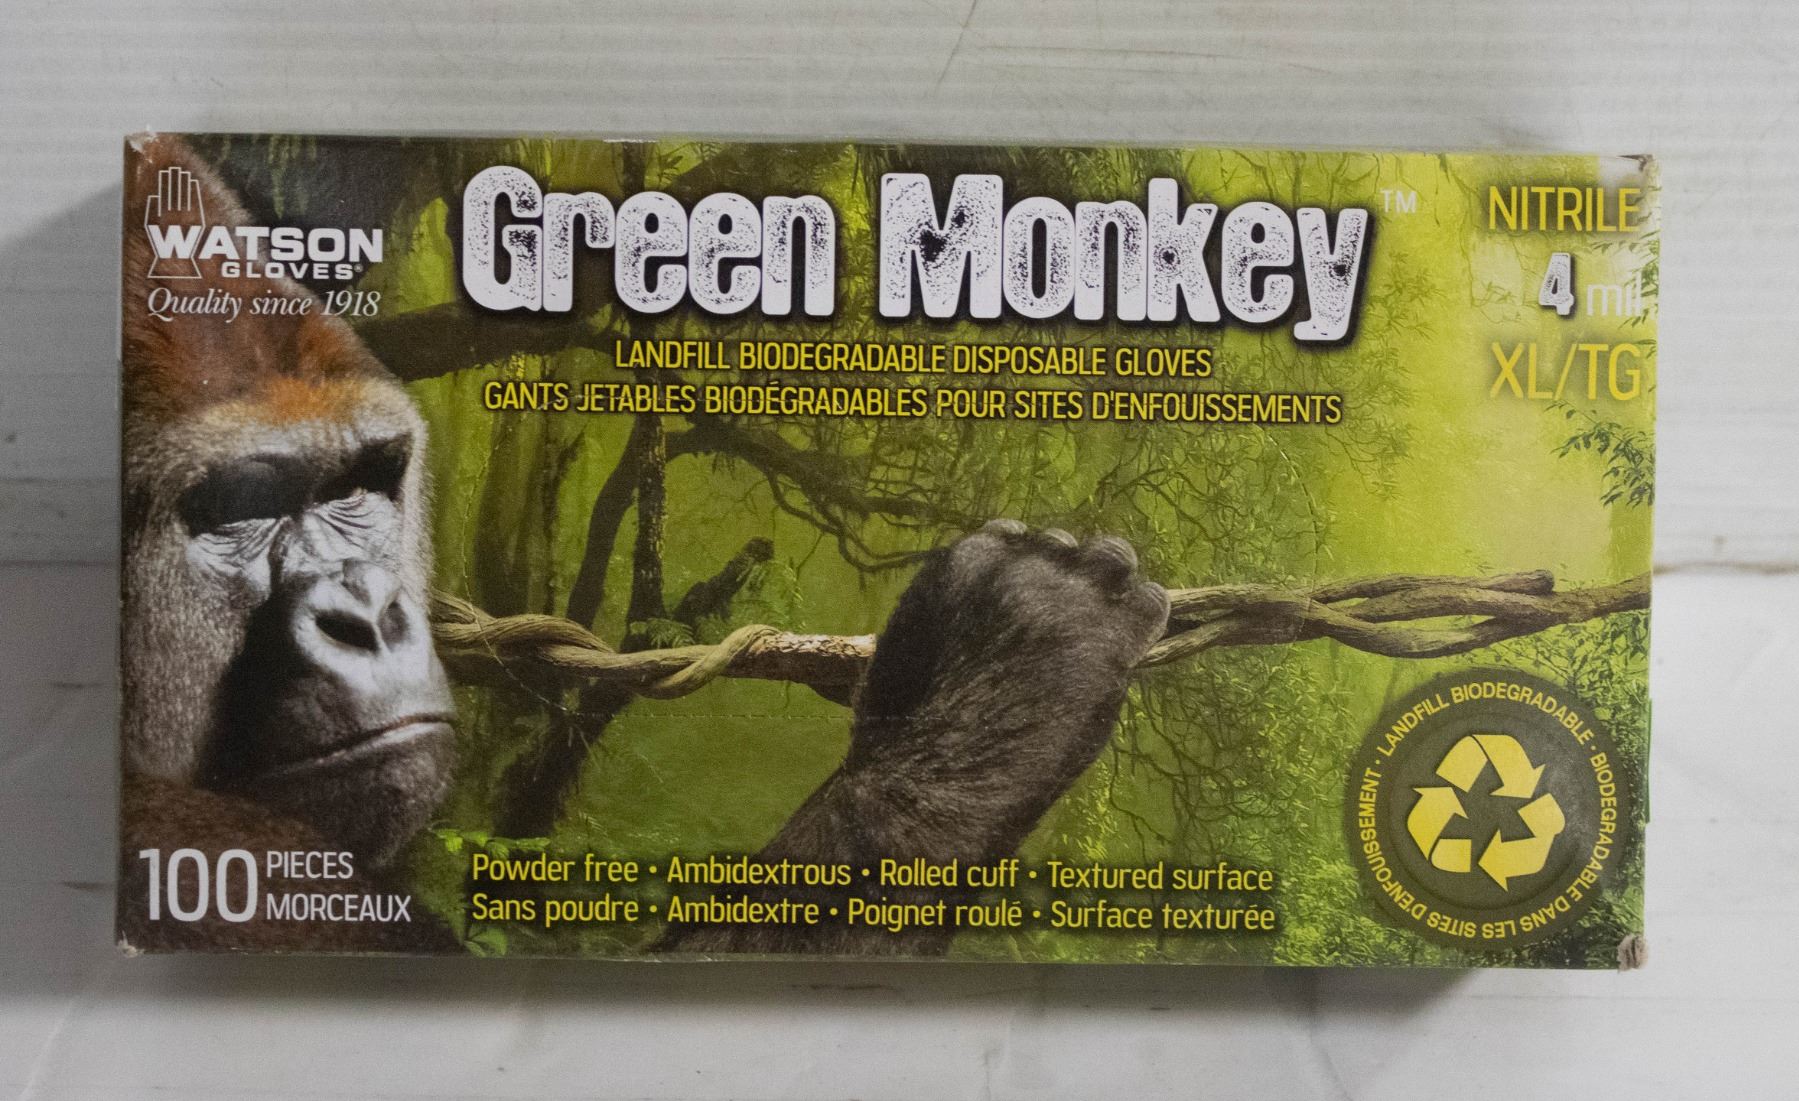 WATSON
GLOVES®
Quality since 1918
Green Monkey™
LANDFILL BIODEGRADABLE DISPOSABLE GLOVES
GANTS JETABLES BIODÉGRADABLES POUR SITES D'ENFOUISSEMENTS
NITRILE
4 mil
XL/TG
100 PIECES
MORCEAUX
Powder free • Ambidextrous • Rolled cuff • Textured surface
Sans poudre • Ambidextre • Poignet roulé • Surface texturée
LANDFILL BIODEGRADABLE • BIODEGRADABLE DANS LES SITES D'ENFOUISSEMENT •